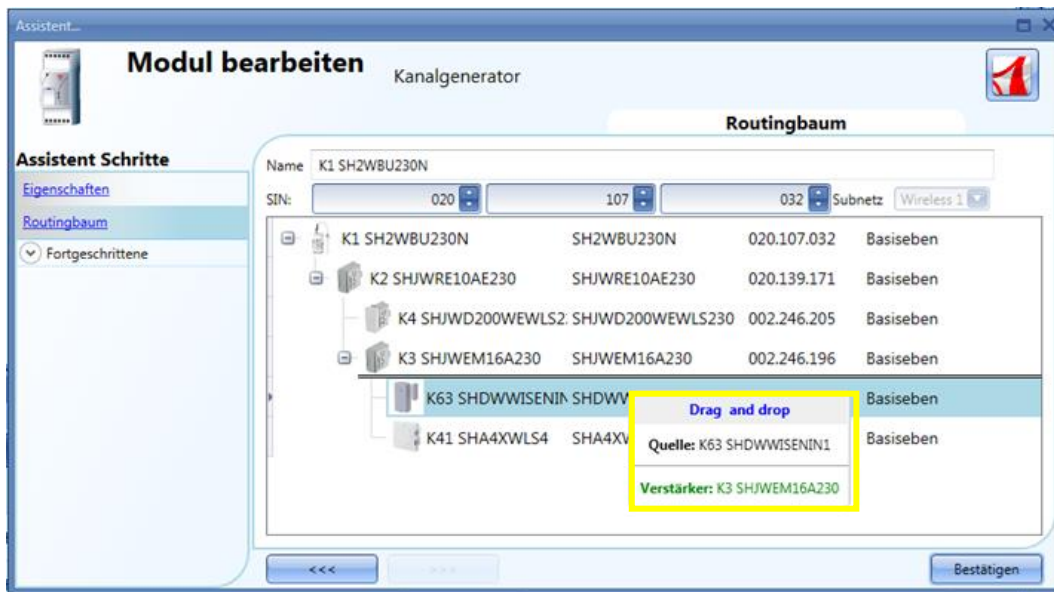 Assistent...
Modul bearbeiten
Kanalgenerator
Routingbaum
Assistent Schritte
Eigenschaften
Routingbaum
Fortgeschrittene
Name K1 SH2WBU230N
SIN: 020 107 032 Subnetz Wireless 1
K1 SH2WBU230N SH2WBU230N 020.107.032 Basiseben
K2 SHJWRE10AE230 SHJWRE10AE230 020.139.171 Basiseben
K4 SHJWD200WEWLS2: SHJWD200WEWLS230 002.246.205 Basiseben
K3 SHJWEM16A230 SHJWEM16A230 002.246.196 Basiseben
K63 SHDWWISENIN SHDWW Basiseben
K41 SHA4XWLS4 SHA4XV Basiseben
Drag and drop
Quelle: K63 SHDWWISENIN1
Verstärker: K3 SHJWEM16A230
<<< >>> Bestätigen